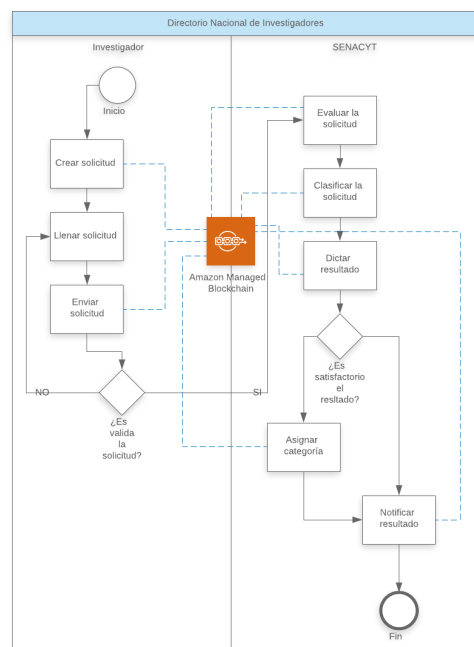 Directorio Nacional de Investigadores
Investigador
SENACYT
Inicio
Evaluar la
solicitud
Crear solicitud
Clasificar la
solicitud
Llenar solicitud
Amazon Managed
Blockchain
Dictar
resultado
Enviar
solicitud
¿Es
satisfactorio
el
resltado?
NO
SI
¿Es
valida
la
solicitud?
Asignar
categoría
Notificar
resultado
Fin